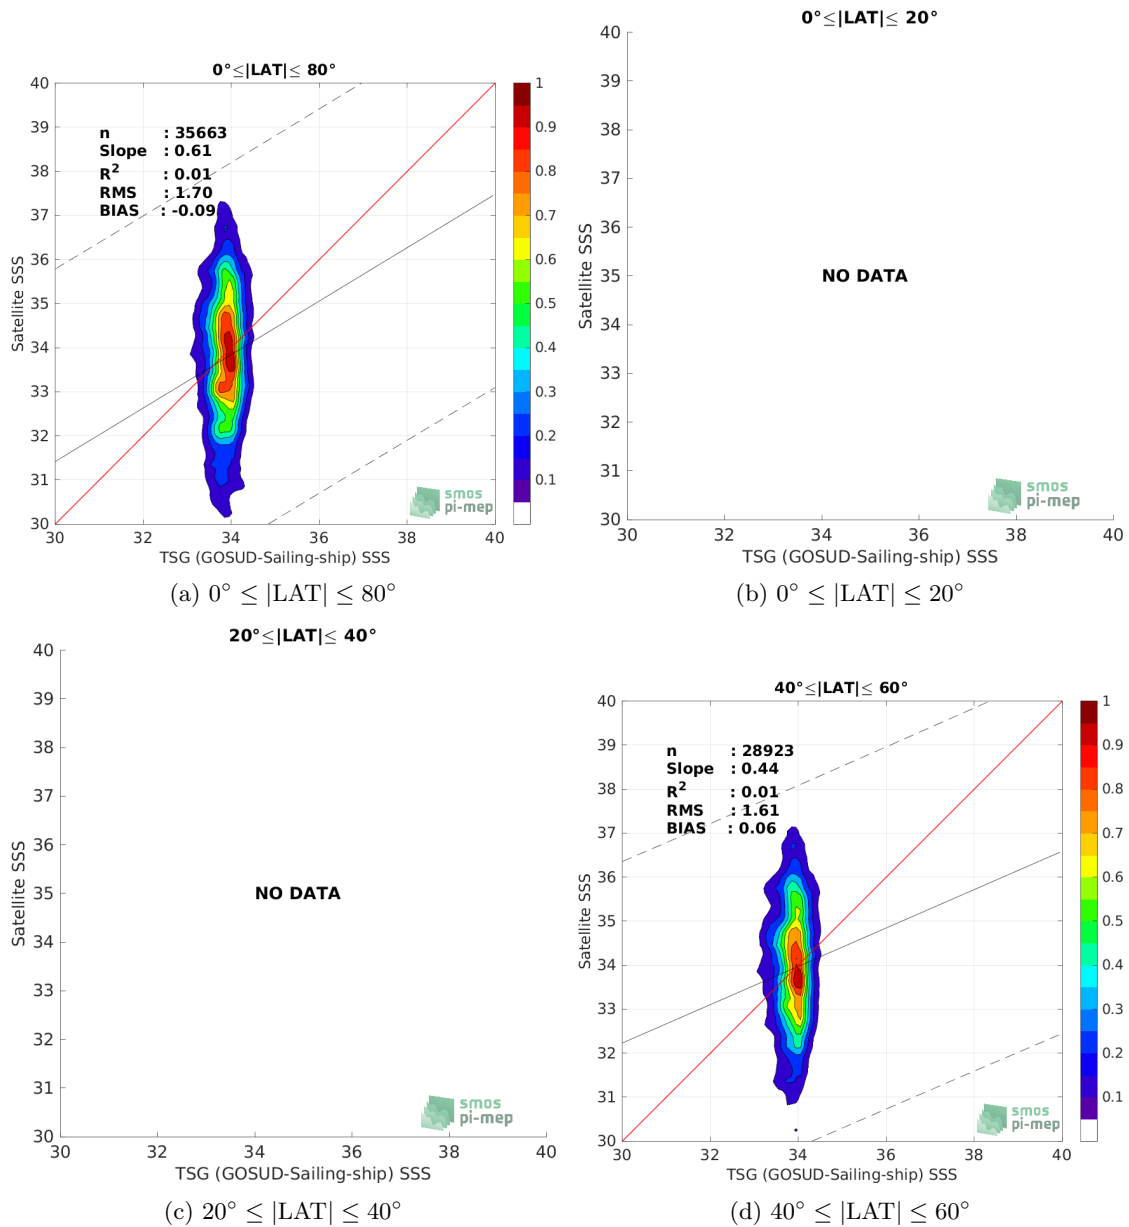 0°≤|LAT|≤ 80°
40
39
38
37
36
35
34
33
32
31
30
Satellite SSS
n : 35663
Slope : 0.61
R² : 0.01
RMS : 1.70
BIAS : -0.09
smos
pi-mep
30 32 34 36 38 40
TSG (GOSUD-Sailing-ship) SSS
1
0.9
0.8
0.7
0.6
0.5
0.4
0.3
0.2
0.1
(a) 0° ≤ |LAT| ≤ 80°
0°≤|LAT|≤ 20°
40
39
38
37
36
35
34
33
32
31
30
Satellite SSS
NO DATA
smos
pi-mep
30 32 34 36 38 40
TSG (GOSUD-Sailing-ship) SSS
(b) 0° ≤ |LAT| ≤ 20°
20°≤|LAT|≤ 40°
40
39
38
37
36
35
34
33
32
31
30
Satellite SSS
NO DATA
smos
pi-mep
30 32 34 36 38 40
TSG (GOSUD-Sailing-ship) SSS
(c) 20° ≤ |LAT| ≤ 40°
40°≤|LAT|≤ 60°
40
39
38
37
36
35
34
33
32
31
30
Satellite SSS
n : 28923
Slope : 0.44
R² : 0.01
RMS : 1.61
BIAS : 0.06
smos
pi-mep
30 32 34 36 38 40
TSG (GOSUD-Sailing-ship) SSS
1
0.9
0.8
0.7
0.6
0.5
0.4
0.3
0.2
0.1
(d) 40° ≤ |LAT| ≤ 60°